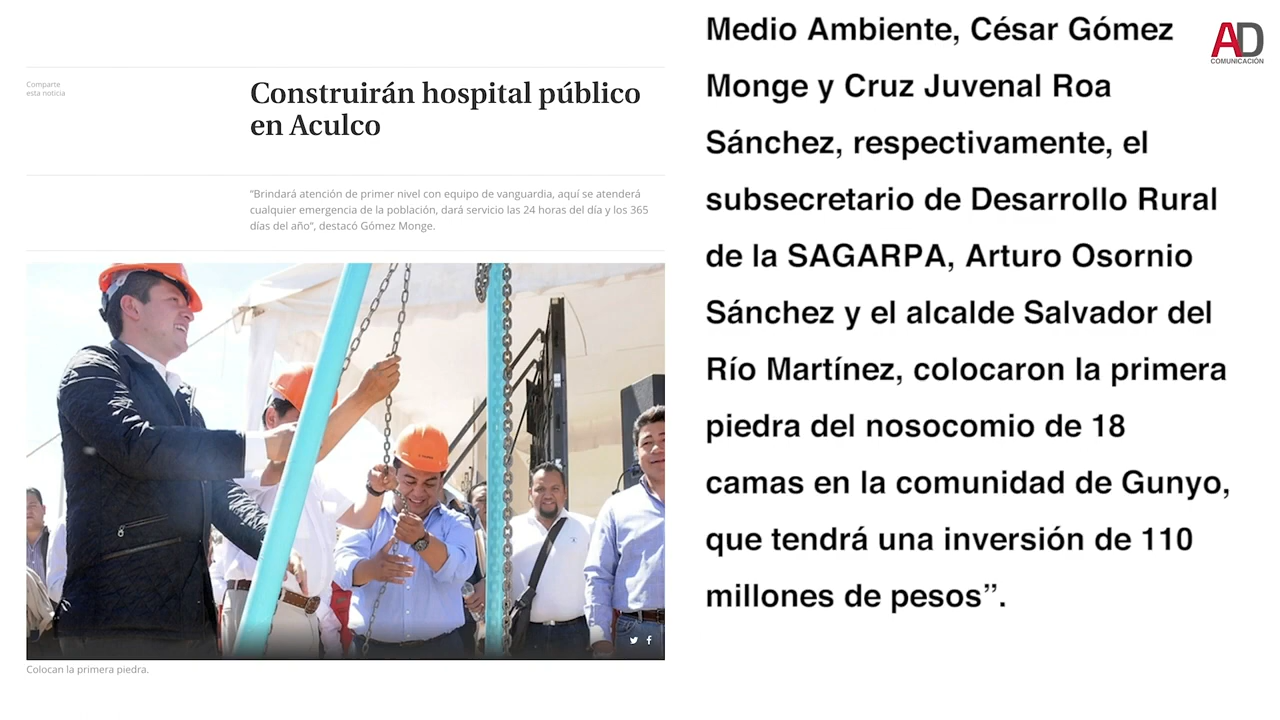 Comparte
esta noticia
Construirán hospital público
en Aculco
“Brindará atención de primer nivel con equipo de vanguardia, aquí se atenderá
cualquier emergencia de la población, dará servicio las 24 horas del día y los 365
días del año”, destacó Gómez Monge.
Colocan la primera piedra.
Medio Ambiente, César Gómez
Monge y Cruz Juvenal Roa
Sánchez, respectivamente, el
subsecretario de Desarrollo Rural
de la SAGARPA, Arturo Osornio
Sánchez y el alcalde Salvador del
Río Martínez, colocaron la primera
piedra del nosocomio de 18
camas en la comunidad de Gunyo,
que tendrá una inversión de 110
millones de pesos”.
AD
COMUNICACIÓN